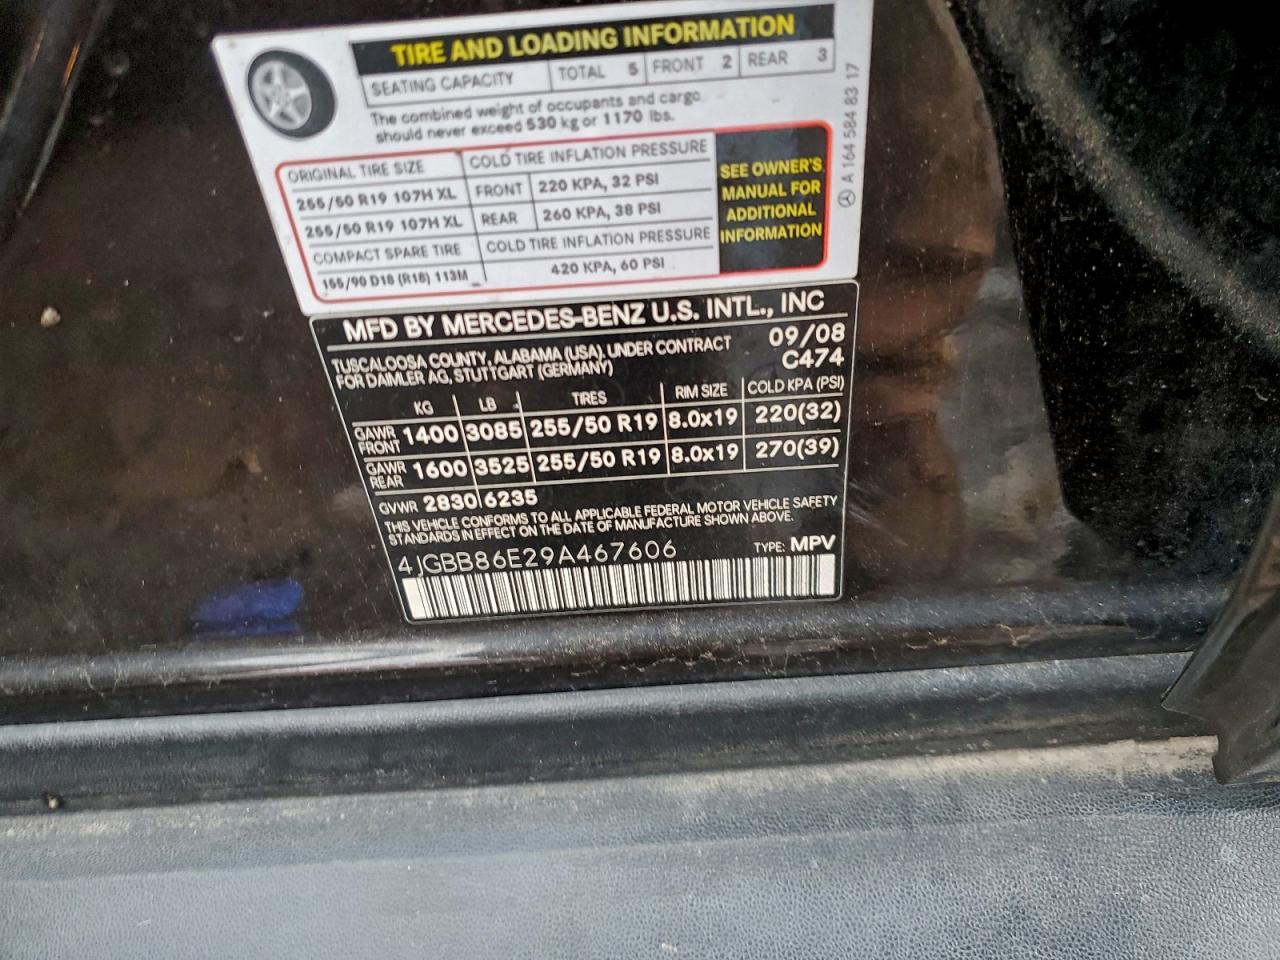 TIRE AND LOADING INFORMATION
SEATING CAPACITY TOTAL 5 FRONT 2 REAR 3
The combined weight of occupants and cargo
should never exceed 530 kg or 1170 lbs.
ORIGINAL TIRE SIZE COLD TIRE INFLATION PRESSURE
255/50 R19 107H XL FRONT 220 KPA, 32 PSI
255/50 R19 107H XL REAR 260 KPA, 38 PSI
COMPACT SPARE TIRE COLD TIRE INFLATION PRESSURE
155/90 D18 (R18) 113M 420 KPA, 60 PSI
SEE OWNER'S
MANUAL FOR
ADDITIONAL
INFORMATION
A 164 584 83 17
MFD BY MERCEDES-BENZ U.S. INTL., INC
TUSCALOOSA COUNTY, ALABAMA (USA), UNDER CONTRACT 09/08
FOR DAIMLER AG, STUTTGART (GERMANY) C474
KG LB TIRES RIM SIZE COLD KPA (PSI)
GAWR FRONT 1400 3085 255/50 R19 8.0x19 220(32)
GAWR REAR 1600 3525 255/50 R19 8.0x19 270(39)
GVWR 2830 6235
THIS VEHICLE CONFORMS TO ALL APPLICABLE FEDERAL MOTOR VEHICLE SAFETY
STANDARDS IN EFFECT ON THE DATE OF MANUFACTURE SHOWN ABOVE.
4JGBB86E29A467606 TYPE: MPV